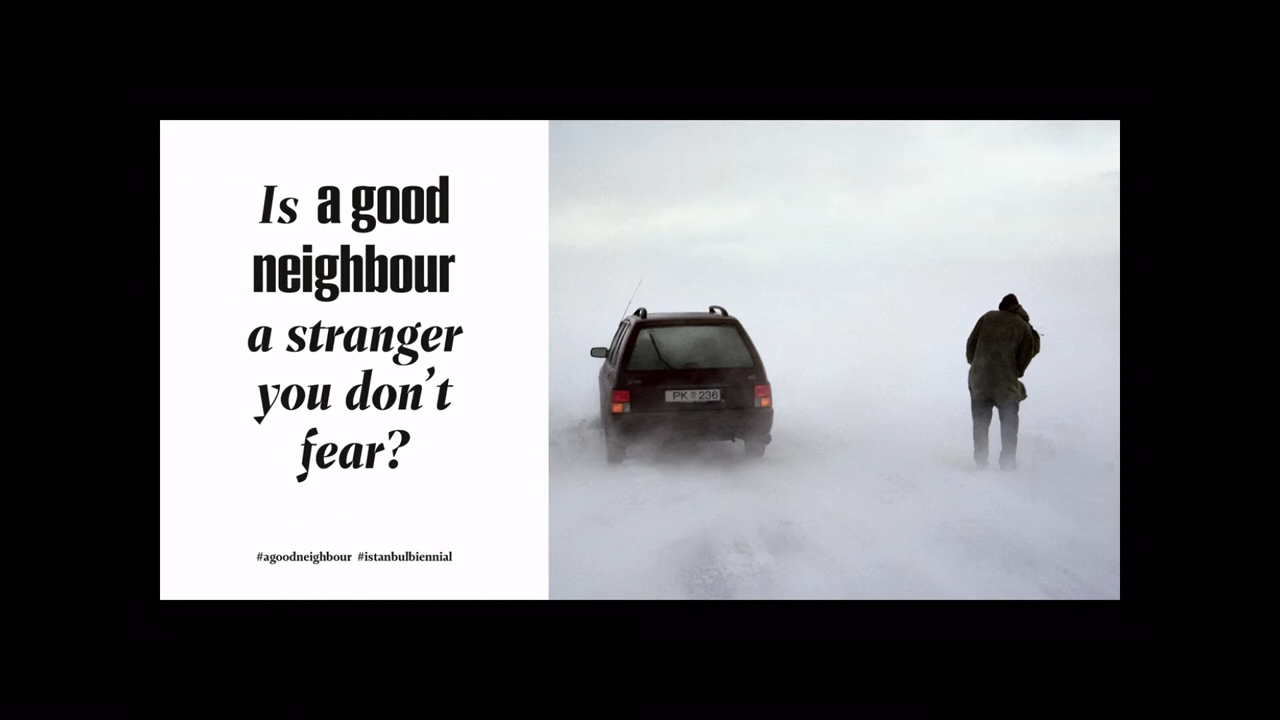 Is a good
neighbour
a stranger
you don't
fear?
#agoodneighbour #istanbulbiennial
PK 236